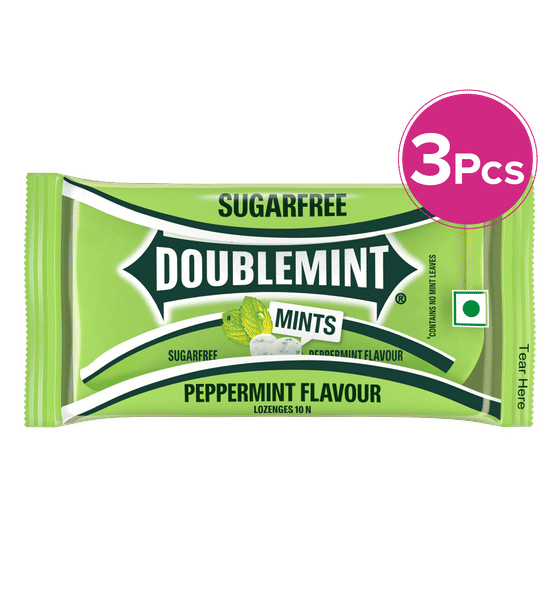 3Pcs
SUGARFREE
DOUBLEMINT®
MINTS
*CONTAINS NO MINT LEAVES
SUGARFREE
PEPPERMINT FLAVOUR
PEPPERMINT FLAVOUR
LOZENGES 10 N
Tear Here